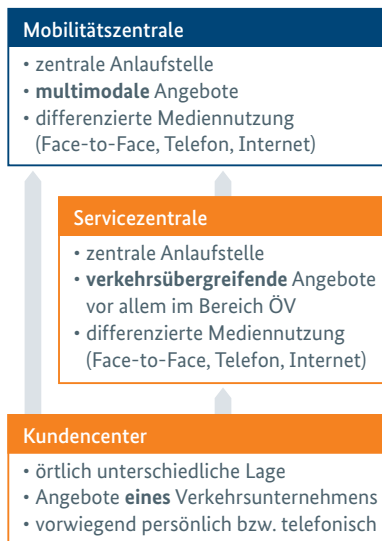 Mobilitätszentrale
• zentrale Anlaufstelle
• multimodale Angebote
• differenzierte Mediennutzung
(Face-to-Face, Telefon, Internet)
Servicezentrale
• zentrale Anlaufstelle
• verkehrsübergreifende Angebote
vor allem im Bereich ÖV
• differenzierte Mediennutzung
(Face-to-Face, Telefon, Internet)
Kundencenter
• örtlich unterschiedliche Lage
• Angebote eines Verkehrsunternehmens
• vorwiegend persönlich bzw. telefonisch